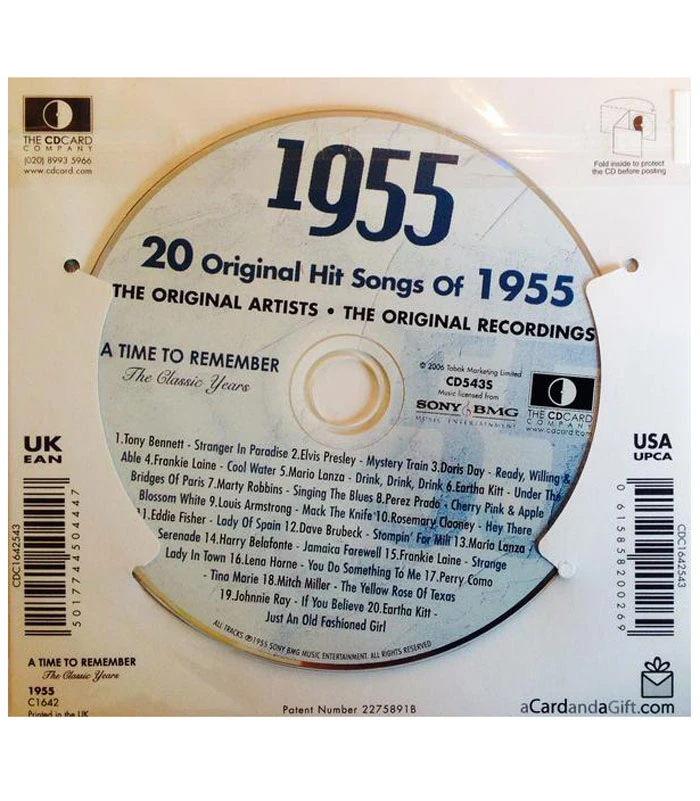 THE CDCARD
COMPANY
(020) 8993 5966
www.cdcard.com
Fold inside to protect
the CD before posting
1955
20 Original Hit Songs Of 1955
THE ORIGINAL ARTISTS • THE ORIGINAL RECORDINGS
A TIME TO REMEMBER
The Classic Years
© 2006 Tabak Marketing Limited
CD543S
Music licensed from
SONY BMG
MUSIC ENTERTAINMENT
THE CDCARD
COMPANY
www.cdcard.com
UK
EAN
USA
UPCA
1.Tony Bennett - Stranger In Paradise 2.Elvis Presley - Mystery Train 3.Doris Day - Ready, Willing &
Able 4.Frankie Laine - Cool Water 5.Mario Lanza - Drink, Drink, Drink 6.Eartha Kitt - Under The
Bridges Of Paris 7.Marty Robbins - Singing The Blues 8.Perez Prado - Cherry Pink & Apple
Blossom White 9.Louis Armstrong - Mack The Knife 10.Rosemary Clooney - Hey There
11.Eddie Fisher - Lady Of Spain 12.Dave Brubeck - Stompin' For Mili 13.Mario Lanza -
Serenade 14.Harry Belafonte - Jamaica Farewell 15.Frankie Laine - Strange
Lady In Town 16.Lena Horne - You Do Something To Me 17.Perry Como
- Tina Marie 18.Mitch Miller - The Yellow Rose Of Texas
19.Johnnie Ray - If You Believe 20.Eartha Kitt -
Just An Old Fashioned Girl
ALL TRACKS ℗1955 SONY BMG MUSIC ENTERTAINMENT. ALL RIGHTS RESERVED
CDC1642543
5017744504447
0615858200269
CDC1642543
A TIME TO REMEMBER
The Classic Years
1955
C1642
Printed in the UK
Patent Number 2275891B
aCardandaGift.com